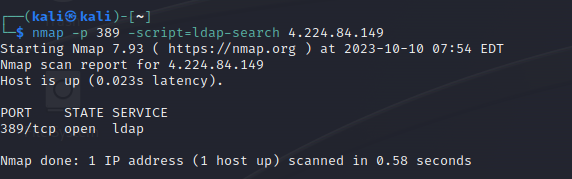 (kali㉿kali)-[~]
$ nmap -p 389 -script=ldap-search 4.224.84.149
Starting Nmap 7.93 ( https://nmap.org ) at 2023-10-10 07:54 EDT
Nmap scan report for 4.224.84.149
Host is up (0.023s latency).
PORT    STATE SERVICE
389/tcp open  ldap
Nmap done: 1 IP address (1 host up) scanned in 0.58 seconds